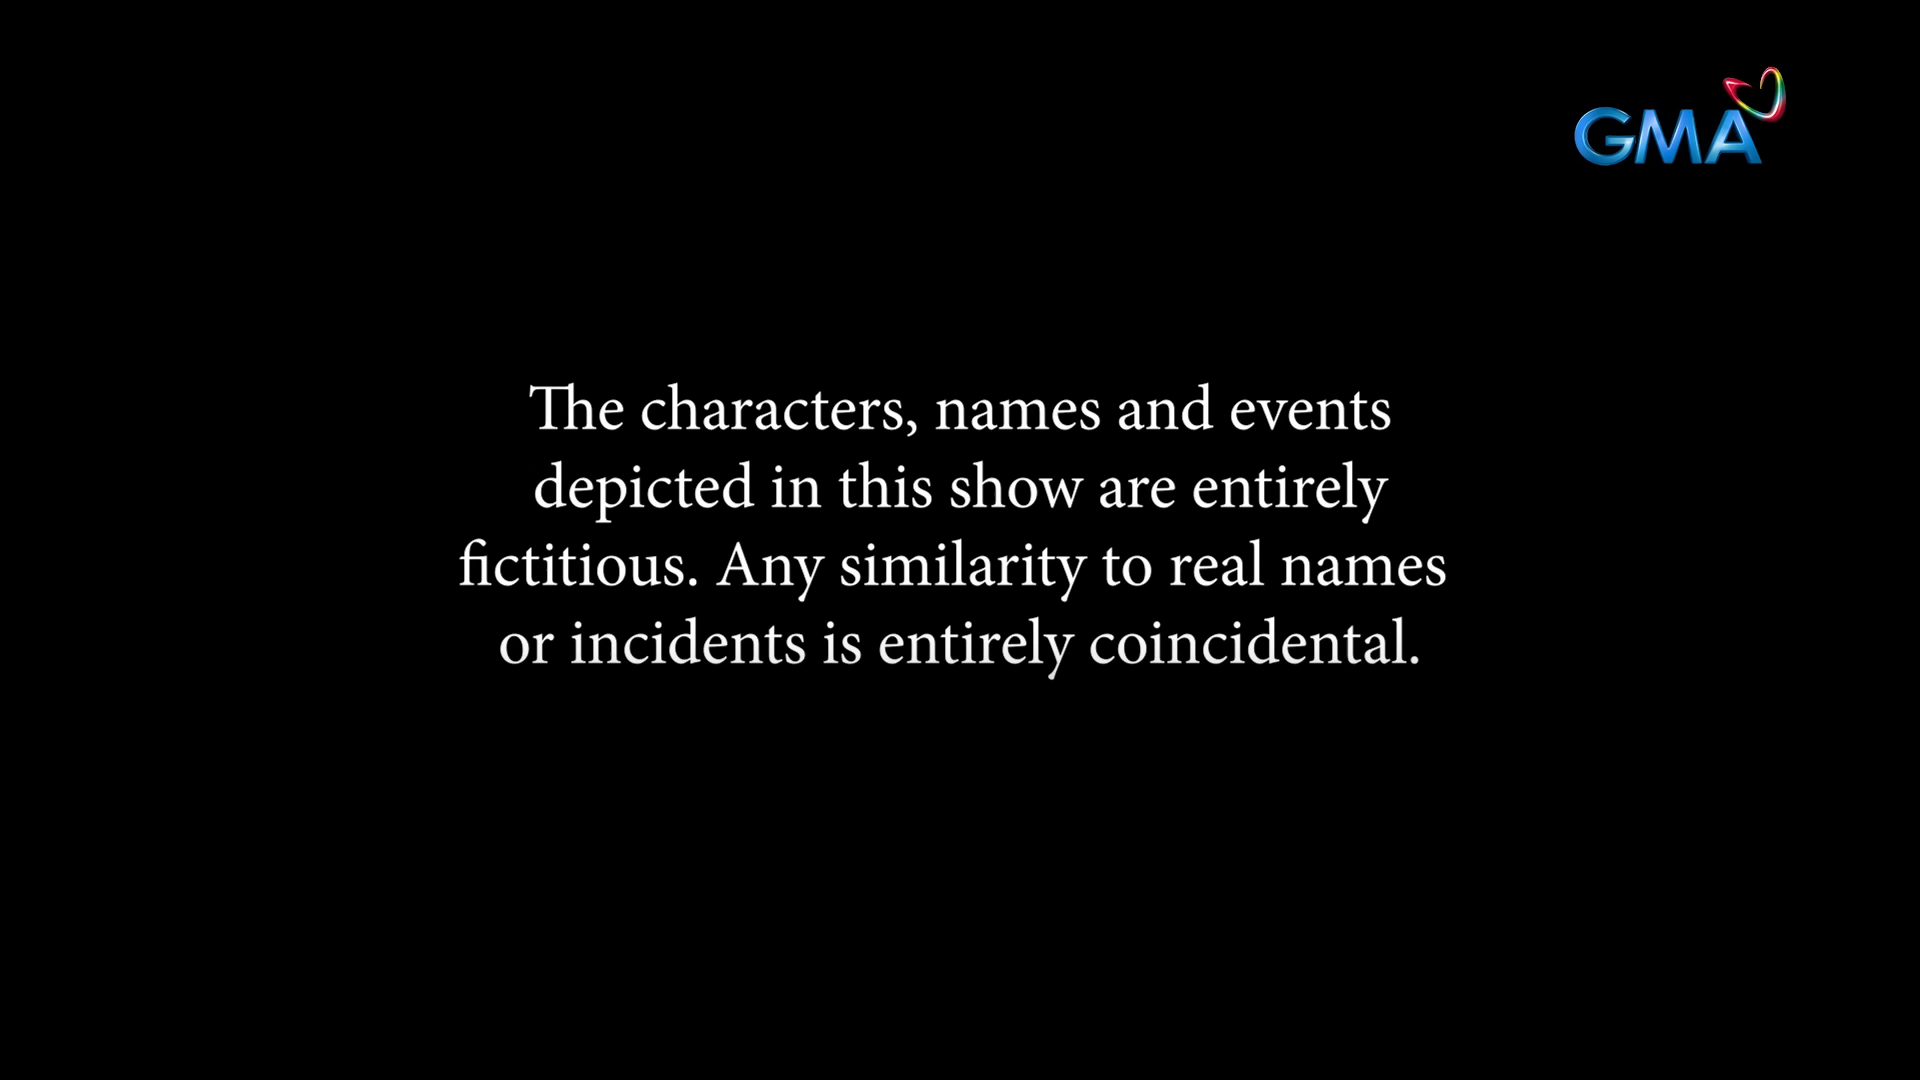 GMA
The characters, names and events
depicted in this show are entirely
fictitious. Any similarity to real names
or incidents is entirely coincidental.